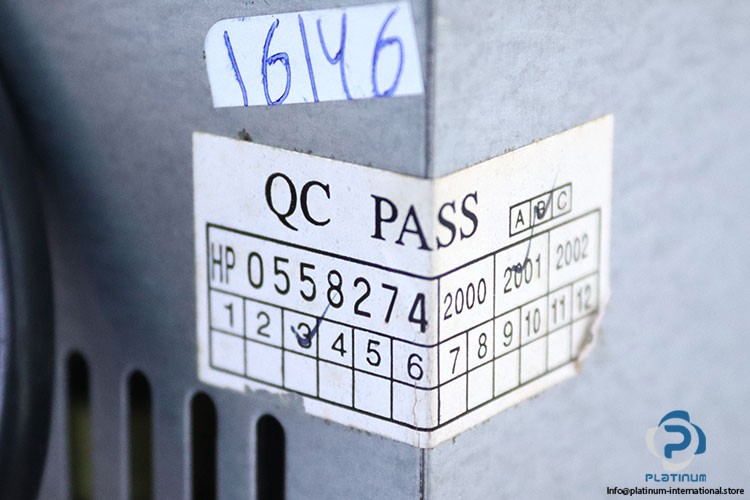 16146
QC PASS
A B C
HP 0558274 2000 2001 2002
1 2 3 4 5 6 7 8 9 10 11 12
PLATINUM
Info@platinum-international.store